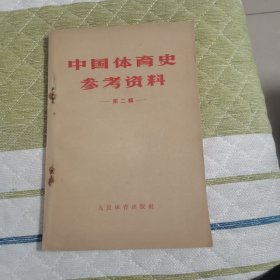 中国体育史
参考资料
第二辑
人民体育出版社